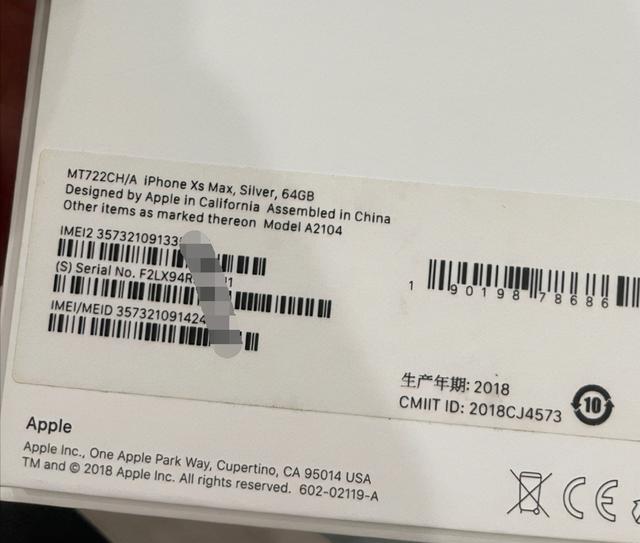 MT722CH/A iPhone Xs Max, Silver, 64GB
Designed by Apple in California Assembled in China
Other items as marked thereon Model A2104
IMEI2 35732109133
(S) Serial No. F2LX94R
IMEI/MEID 357321091424
1 90198 78686
生产年期: 2018
CMIIT ID: 2018CJ4573
10
Apple
Apple Inc., One Apple Park Way, Cupertino, CA 95014 USA
TM and © 2018 Apple Inc. All rights reserved. 602-02119-A
CE